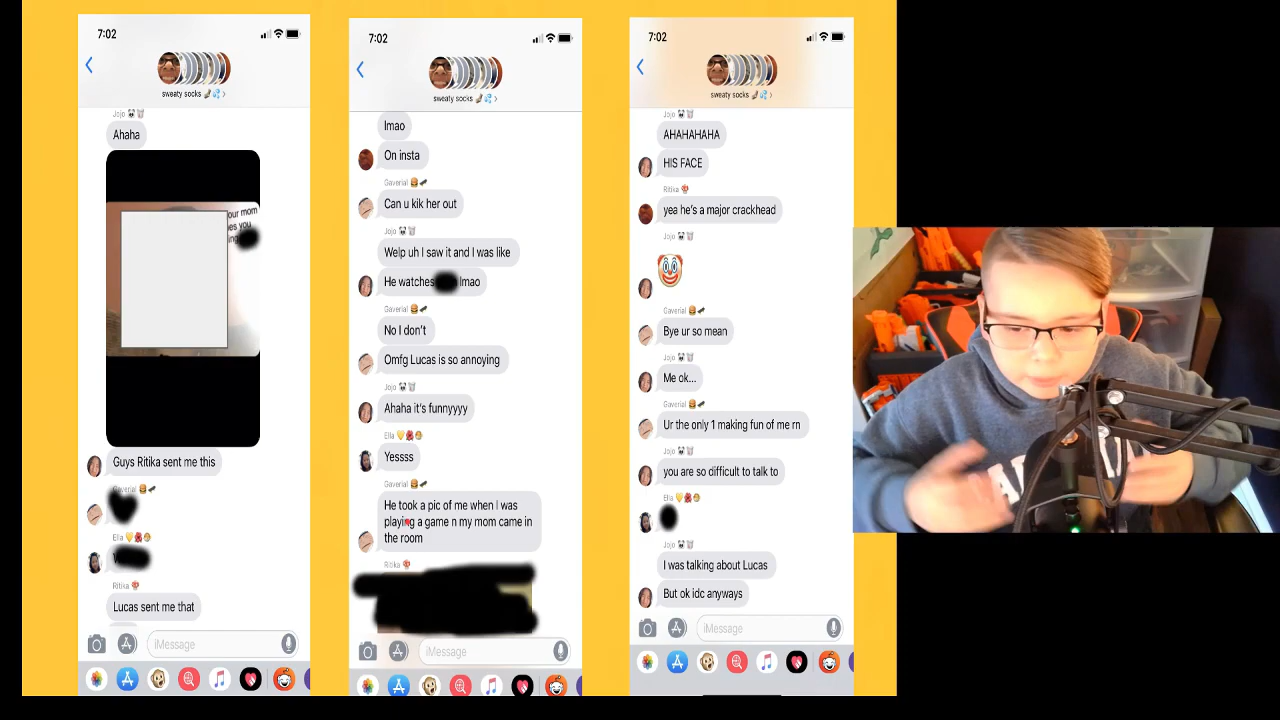 7:02
sweaty socks
Jojo
Ahaha
our mom
Guys Ritika sent me this
Gaverial
Ella
Ritika
Lucas sent me that
iMessage
7:02
sweaty socks
lmao
On insta
Gaverial
Can u kik her out
Jojo
Welp uh I saw it and I was like
He watches lmao
Gaverial
No I don't
Omfg Lucas is so annoying
Jojo
Ahaha it's funnyyyy
Ella
Yessss
Gaverial
He took a pic of me when I was
playing a game n my mom came in
the room
Ritika
iMessage
7:02
sweaty socks
Jojo
AHAHAHAHA
HIS FACE
Ritika
yea he's a major crackhead
Jojo
Gaverial
Bye ur so mean
Jojo
Me ok...
Gaverial
Ur the only 1 making fun of me rn
Jojo
you are so difficult to talk to
Ella
Jojo
I was talking about Lucas
But ok idc anyways
iMessage